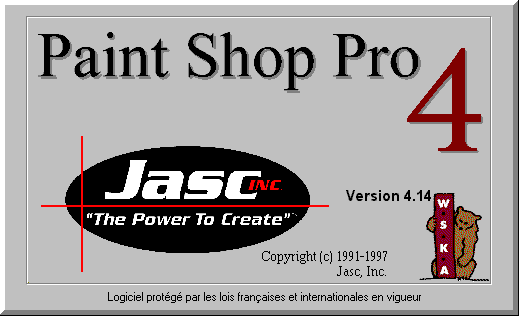 Paint Shop Pro 4
Jasc INC
"The Power To Create"
Version 4.14
W·S·K·A
Copyright (c) 1991-1997
Jasc, Inc.
Logiciel protégé par les lois françaises et internationales en vigueur